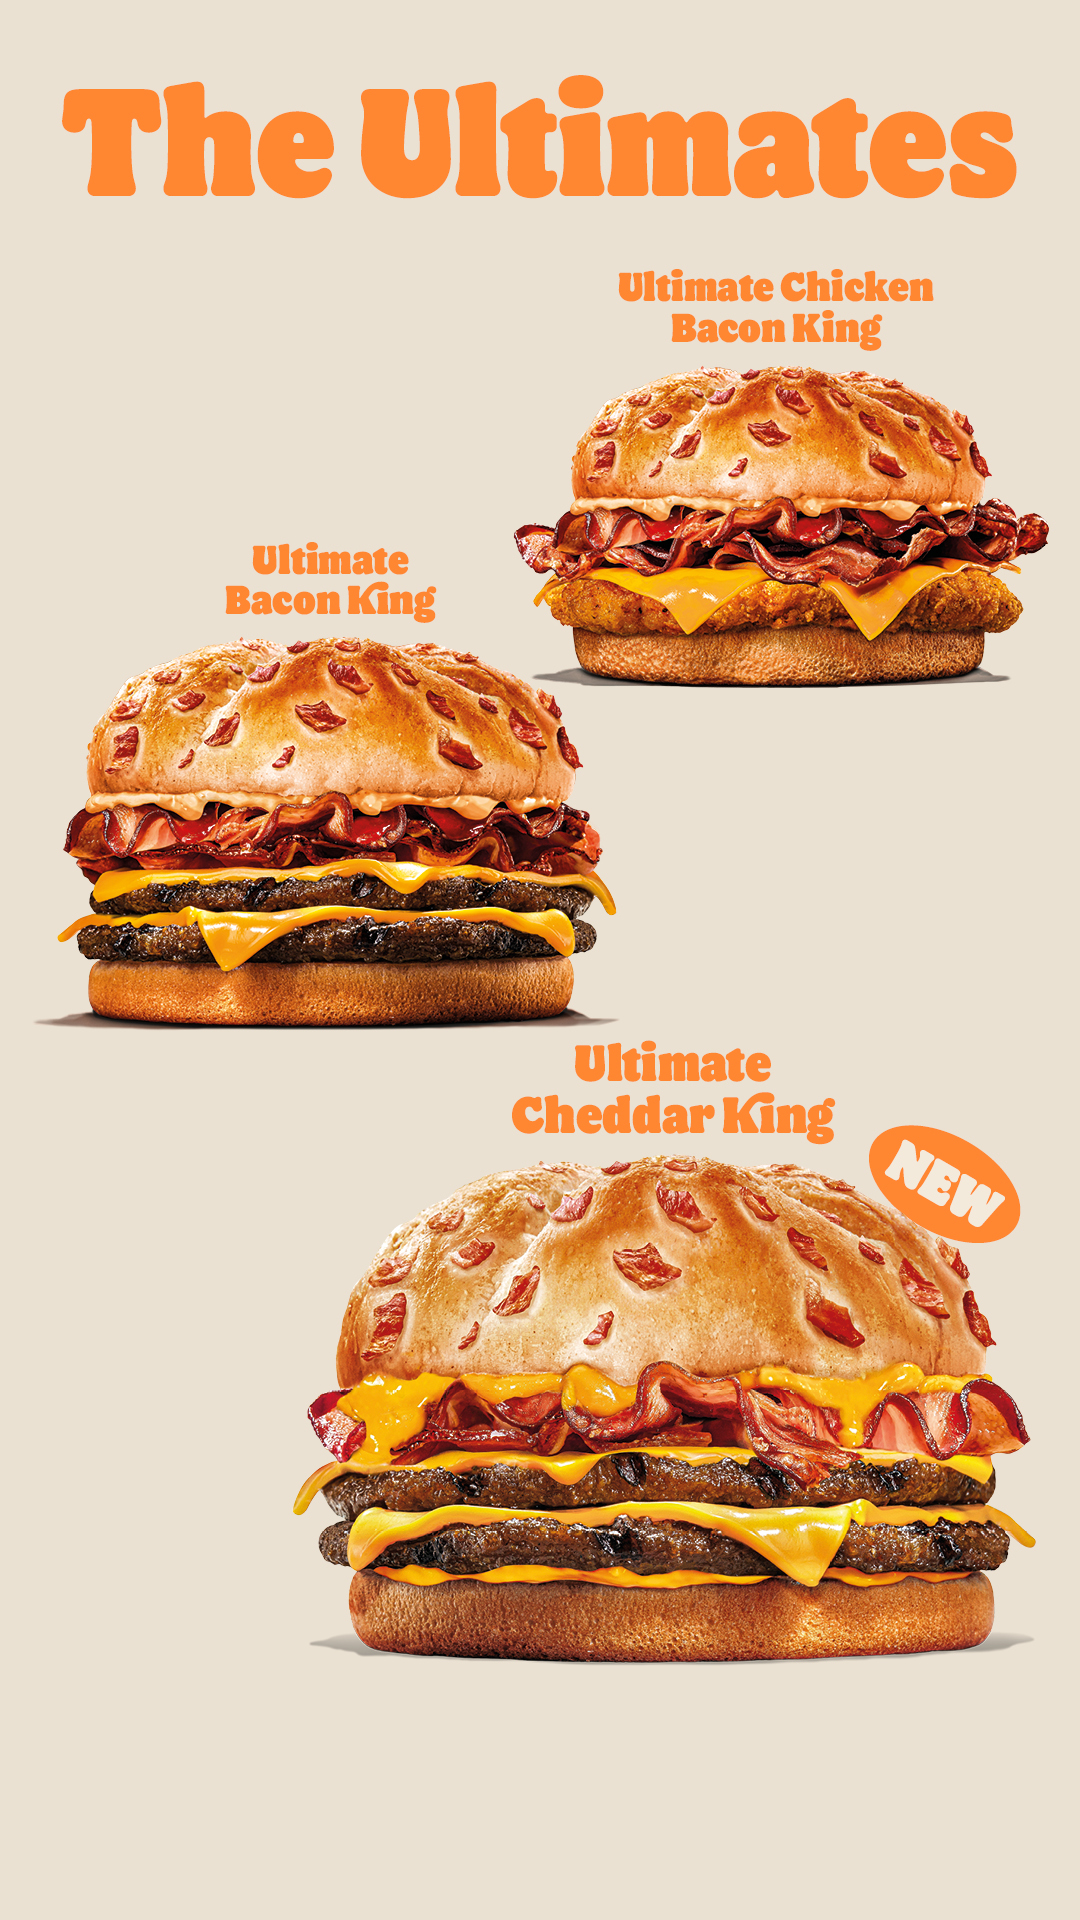 The Ultimates
Ultimate Chicken
Bacon King
Ultimate
Bacon King
Ultimate
Cheddar King
NEW